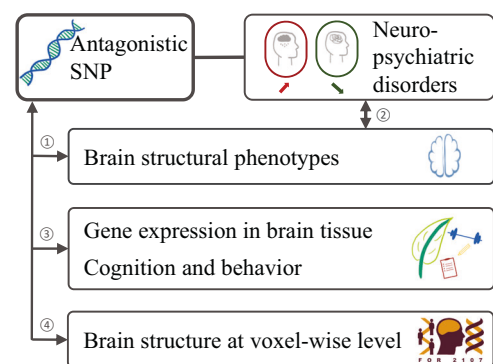 Antagonistic
SNP
Neuro-
psychiatric
disorders
②
①
Brain structural phenotypes
③
Gene expression in brain tissue
Cognition and behavior
④
Brain structure at voxel-wise level
FOR 2107